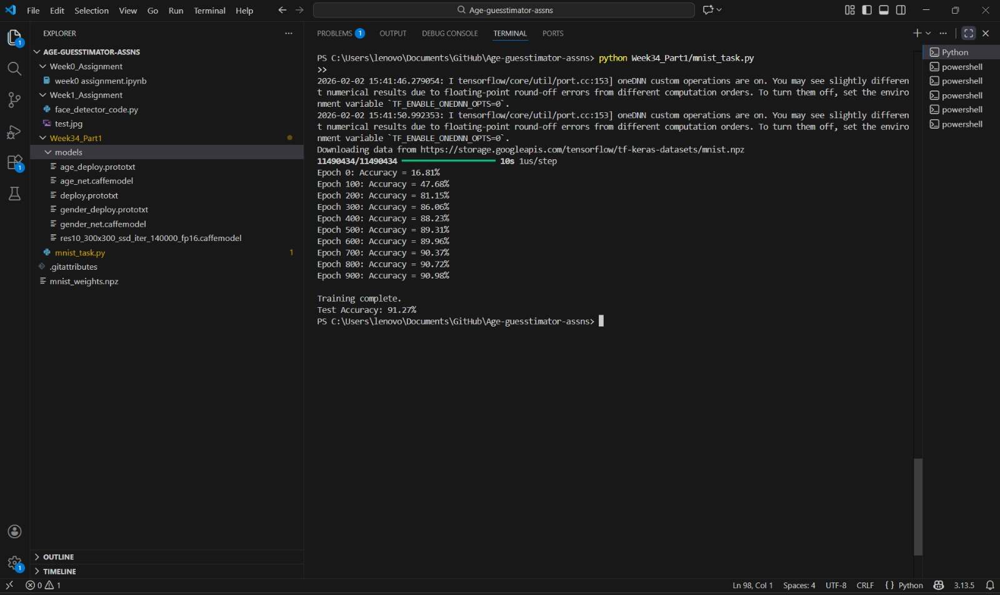 File Edit Selection View Go Run Terminal Help
Age-guesstimator-assns
EXPLORER
AGE-GUESSTIMATOR-ASSNS
Week0_Assignment
week0 assignment.ipynb
Week1_Assignment
face_detector_code.py
test.jpg
Week34_Part1
models
age_deploy.prototxt
age_net.caffemodel
deploy.prototxt
gender_deploy.prototxt
gender_net.caffemodel
res10_300x300_ssd_iter_140000_fp16.caffemodel
mnist_task.py 1
.gitattributes
mnist_weights.npz
OUTLINE
TIMELINE
1
1
1
PROBLEMS 1 OUTPUT DEBUG CONSOLE TERMINAL PORTS
PS C:\Users\lenovo\Documents\GitHub\Age-guesstimator-assns> python Week34_Part1/mnist_task.py
>>
2026-02-02 15:41:46.279054: I tensorflow/core/util/port.cc:153] oneDNN custom operations are on. You may see slightly differen
t numerical results due to floating-point round-off errors from different computation orders. To turn them off, set the enviro
nment variable `TF_ENABLE_ONEDNN_OPTS=0`.
2026-02-02 15:41:50.992353: I tensorflow/core/util/port.cc:153] oneDNN custom operations are on. You may see slightly differen
t numerical results due to floating-point round-off errors from different computation orders. To turn them off, set the enviro
nment variable `TF_ENABLE_ONEDNN_OPTS=0`.
Downloading data from https://storage.googleapis.com/tensorflow/tf-keras-datasets/mnist.npz
11490434/11490434 10s 1us/step
Epoch 0: Accuracy = 16.81%
Epoch 100: Accuracy = 47.68%
Epoch 200: Accuracy = 81.15%
Epoch 300: Accuracy = 86.06%
Epoch 400: Accuracy = 88.23%
Epoch 500: Accuracy = 89.31%
Epoch 600: Accuracy = 89.96%
Epoch 700: Accuracy = 90.37%
Epoch 800: Accuracy = 90.72%
Epoch 900: Accuracy = 90.98%
Training complete.
Test Accuracy: 91.27%
PS C:\Users\lenovo\Documents\GitHub\Age-guesstimator-assns>
Python
powershell
powershell
powershell
powershell
powershell
0 1
Ln 98, Col 1 Spaces: 4 UTF-8 CRLF {} Python 3.13.5